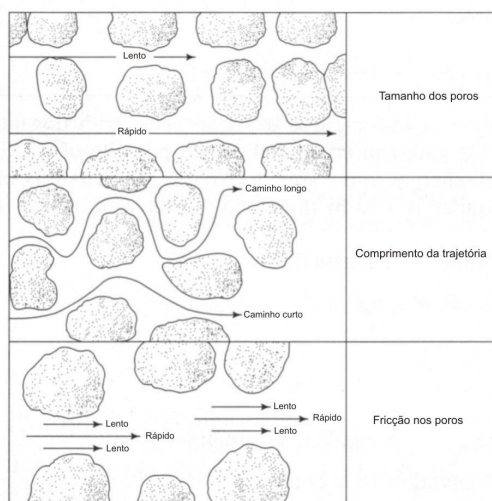 Lento
Tamanho dos poros
Rápido
Caminho longo
Comprimento da trajetória
Caminho curto
Lento
Rápido
Lento
Lento
Rápido
Lento
Fricção nos poros